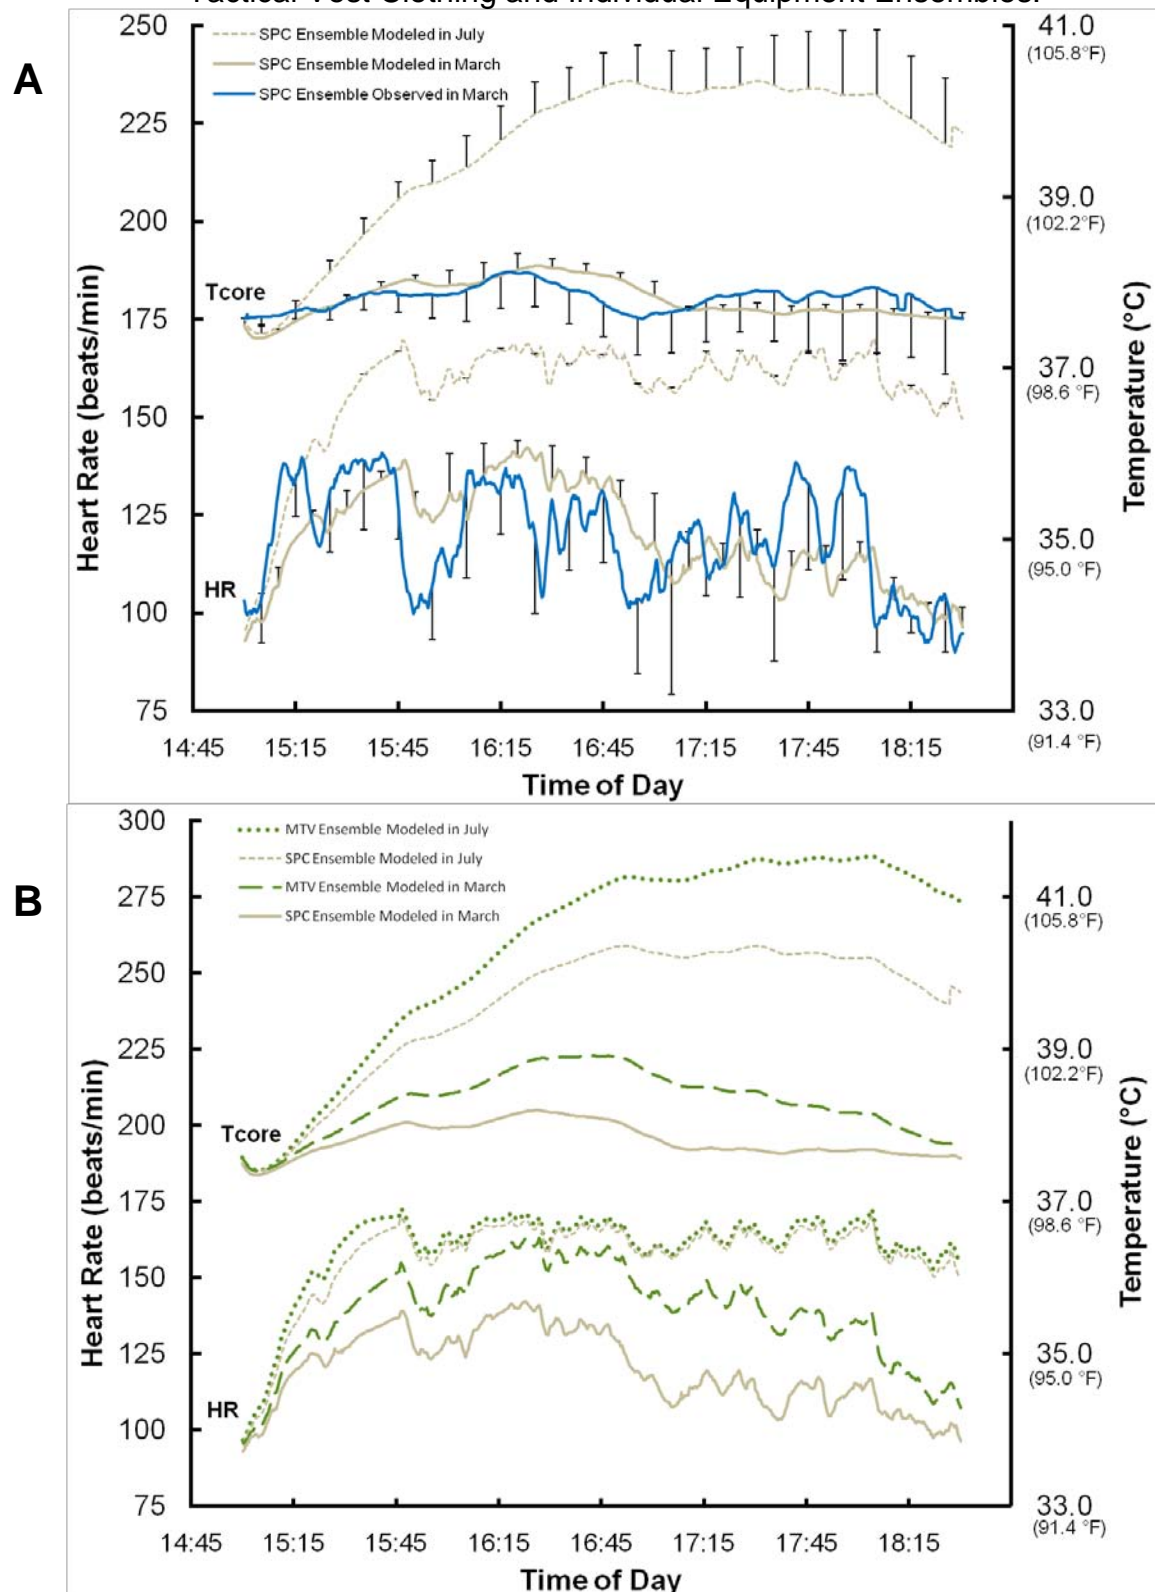 Tactical Vest Clothing and Individual Equipment Ensembles.
A
250
225
200
175
150
125
100
75
Heart Rate (beats/min)
SPC Ensemble Modeled in July
SPC Ensemble Modeled in March
SPC Ensemble Observed in March
Tcore
HR
41.0
(105.8°F)
39.0
(102.2°F)
37.0
(98.6 °F)
35.0
(95.0 °F)
33.0
(91.4 °F)
Temperature (°C)
14:45 15:15 15:45 16:15 16:45 17:15 17:45 18:15
Time of Day
B
300
275
250
225
200
175
150
125
100
75
Heart Rate (beats/min)
MTV Ensemble Modeled in July
SPC Ensemble Modeled in July
MTV Ensemble Modeled in March
SPC Ensemble Modeled in March
Tcore
HR
41.0
(105.8°F)
39.0
(102.2°F)
37.0
(98.6 °F)
35.0
(95.0 °F)
33.0
(91.4 °F)
Temperature (°C)
14:45 15:15 15:45 16:15 16:45 17:15 17:45 18:15
Time of Day